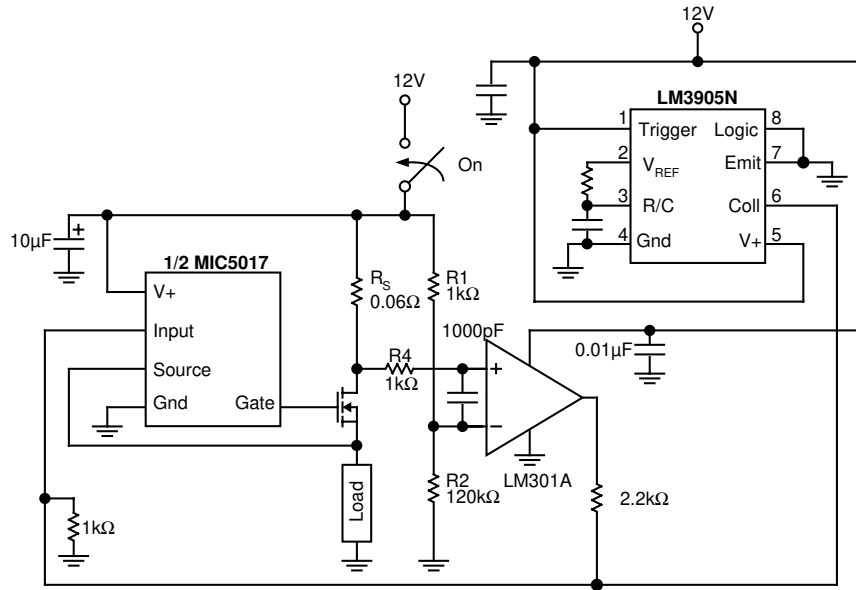 12V
LM3905N
1 Trigger Logic 8
2 VREF Emit 7
3 R/C Coll 6
4 Gnd V+ 5
12V
On
10µF +
1/2 MIC5017
V+
Input
Source
Gnd Gate
RS
0.06Ω
R1
1kΩ
1000pF
R4
1kΩ
+
−
0.01µF
LM301A
R2
120kΩ
2.2kΩ
Load
1kΩ